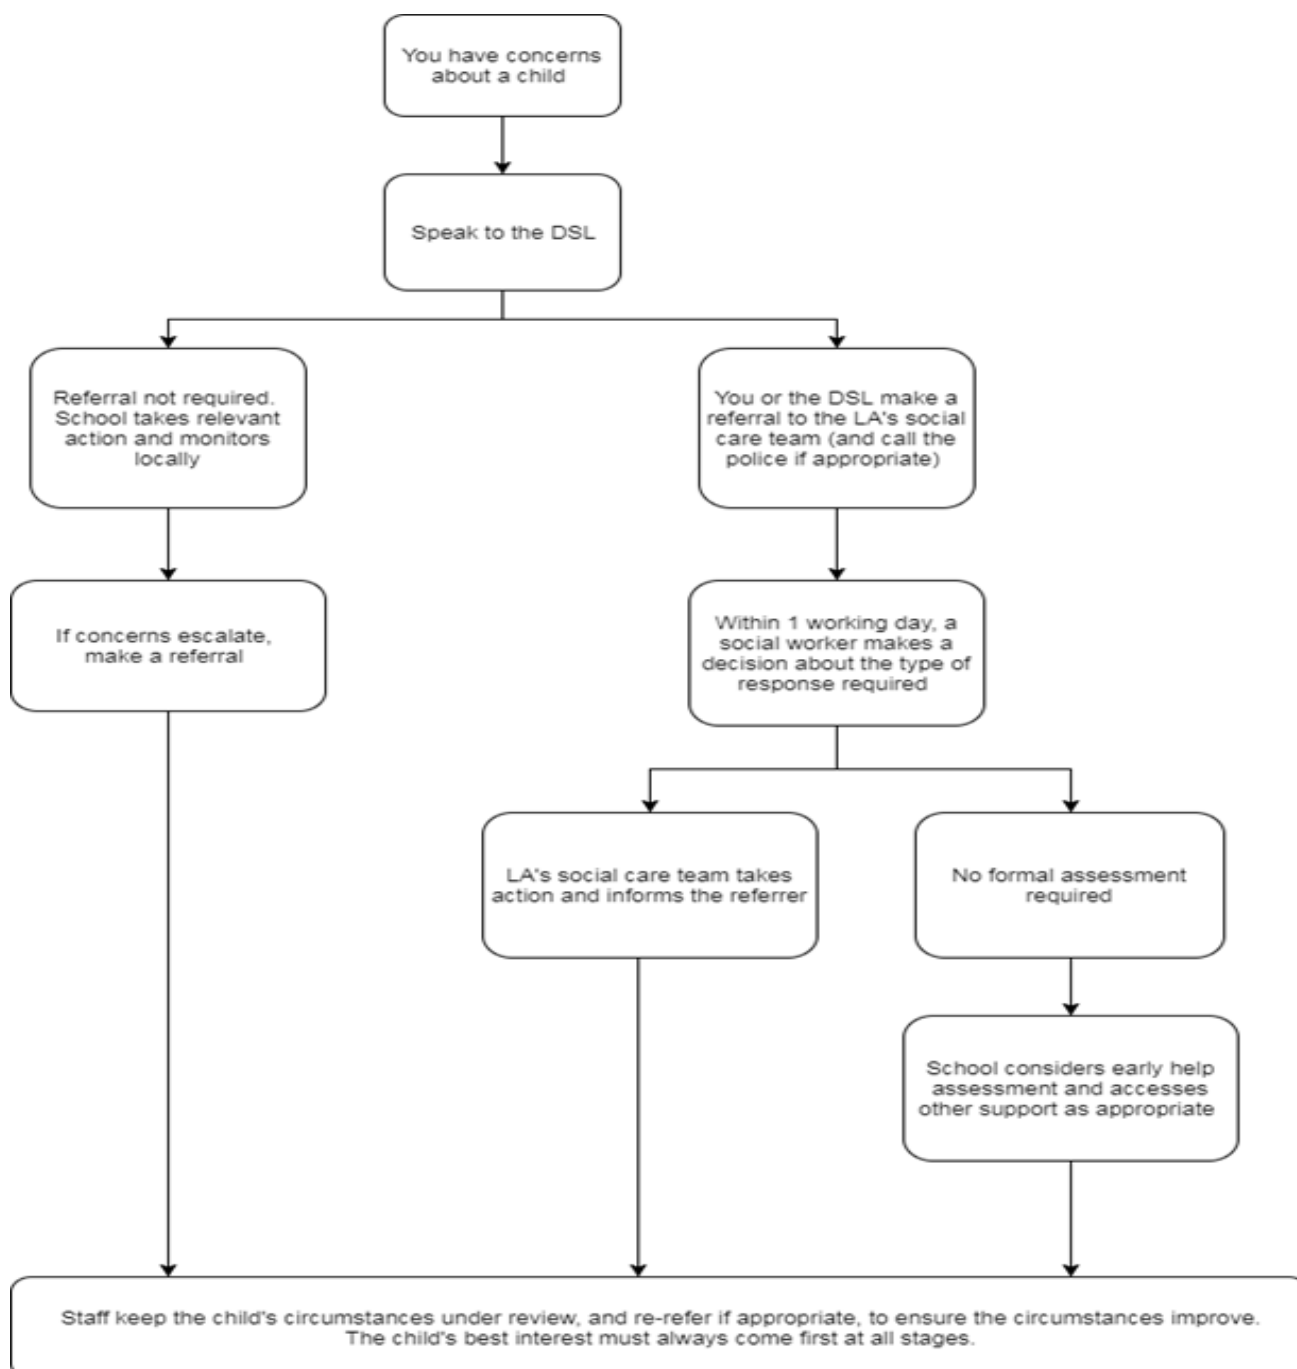 You have concerns
about a child
Speak to the DSL
Referral not required.
School takes relevant
action and monitors
locally
You or the DSL make a
referral to the LA's social
care team (and call the
police if appropriate)
If concerns escalate,
make a referral
Within 1 working day, a
social worker makes a
decision about the type of
response required
LA's social care team takes
action and informs the referrer
No formal assessment
required
School considers early help
assessment and accesses
other support as appropriate
Staff keep the child's circumstances under review, and re-refer if appropriate, to ensure the circumstances improve.
The child's best interest must always come first at all stages.